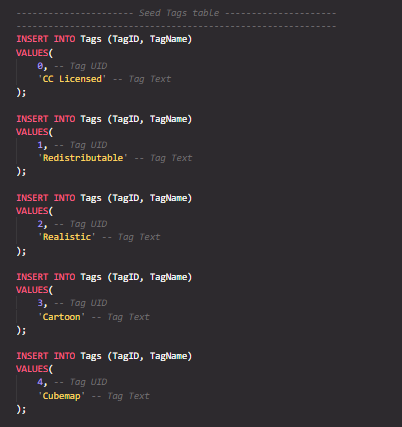 ---------------------- Seed Tags table ---------------------
------------------------------------------------------------
INSERT INTO Tags (TagID, TagName)
VALUES(
    0, -- Tag UID
    'CC Licensed' -- Tag Text
);
INSERT INTO Tags (TagID, TagName)
VALUES(
    1, -- Tag UID
    'Redistributable' -- Tag Text
);
INSERT INTO Tags (TagID, TagName)
VALUES(
    2, -- Tag UID
    'Realistic' -- Tag Text
);
INSERT INTO Tags (TagID, TagName)
VALUES(
    3, -- Tag UID
    'Cartoon' -- Tag Text
);
INSERT INTO Tags (TagID, TagName)
VALUES(
    4, -- Tag UID
    'Cubemap' -- Tag Text
);